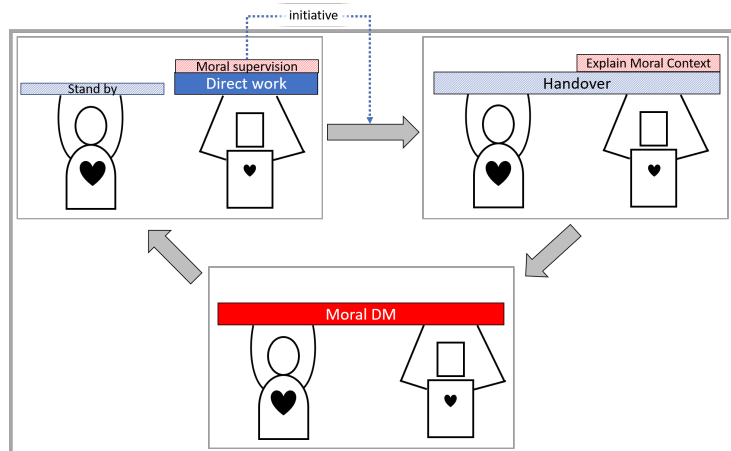 initiative
Moral supervision
Stand by
Direct work
Explain Moral Context
Handover
Moral DM